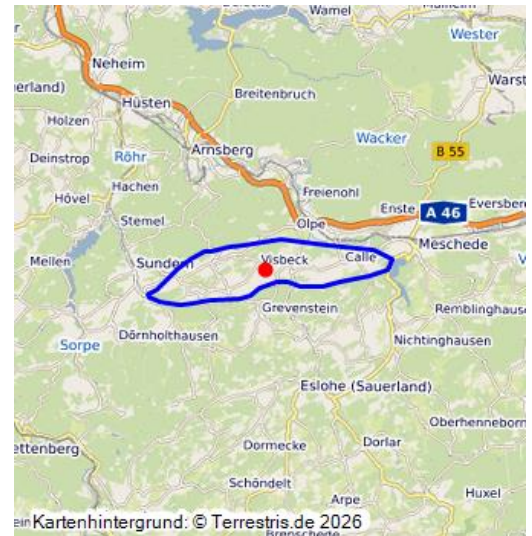 Wamel
Wester
Neheim
Warst
erland)
Hüsten
Breitenbruch
Holzen
Arnsberg
Wacker
Deinstrop
Röhr
B 55
Hachen
Freienohl
Hövel
Enste
Eversber
Stemel
Olpe
A 46
Meschede
Mellen
Sundern
Visbeck
Calle
Grevenstein
Remblinghause
Dörnholthausen
Sorpe
Nichtinghausen
Eslohe (Sauerland)
Oberhenneborn
ettenberg
Dormecke
Dorlar
Schöndelt
Arpe
Huxel
Kartenhintergrund: © Terrestris.de 2026